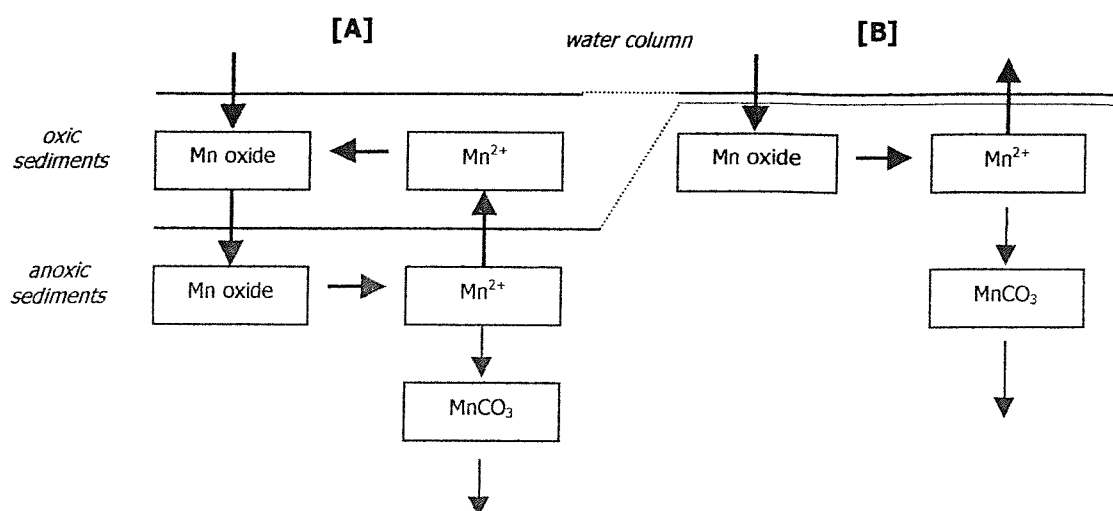 [A]
water column
[B]
oxic
sediments
Mn oxide
Mn²⁺
Mn oxide
Mn²⁺
anoxic
sediments
Mn oxide
Mn²⁺
MnCO₃
MnCO₃